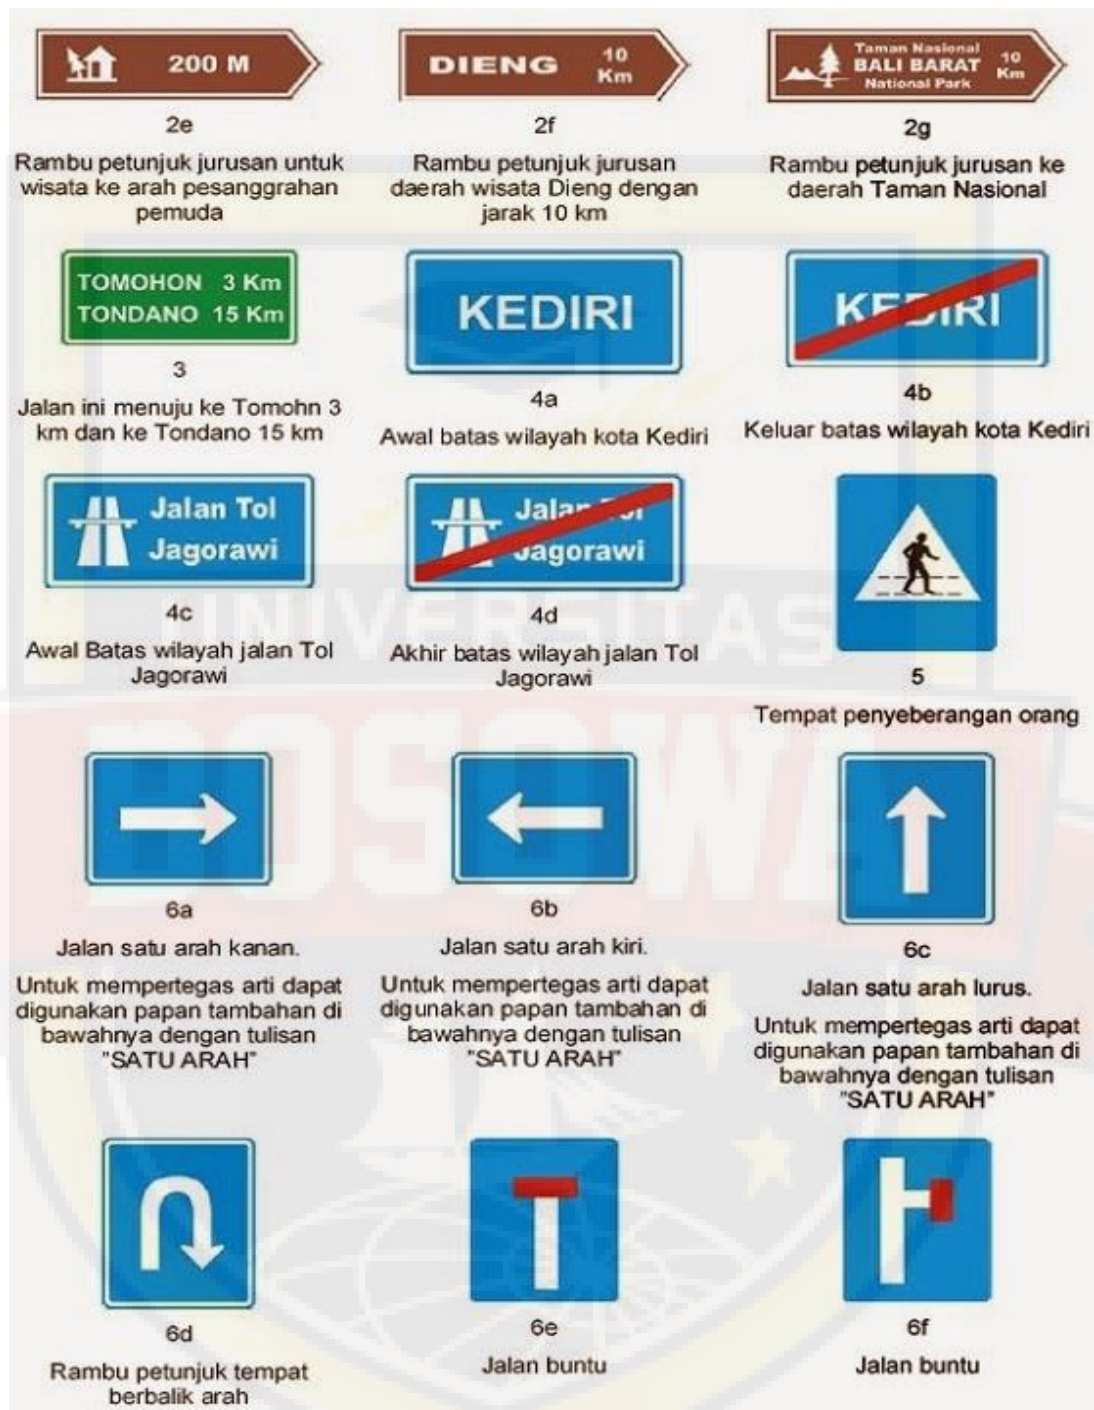 200 M
DIENG 10 Km
Taman Nasional
BALI BARAT 10 Km
National Park
2e
2f
2g
Rambu petunjuk jurusan untuk
wisata ke arah pesanggrahan
pemuda
Rambu petunjuk jurusan
daerah wisata Dieng dengan
jarak 10 km
Rambu petunjuk jurusan ke
daerah Taman Nasional
TOMOHON 3 Km
TONDANO 15 Km
KEDIRI
KEDIRI
3
Jalan ini menuju ke Tomohn 3
km dan ke Tondano 15 km
4a
Awal batas wilayah kota Kediri
4b
Keluar batas wilayah kota Kediri
Jalan Tol
Jagorawi
Jalan Tol
Jagorawi
4c
Awal Batas wilayah jalan Tol
Jagorawi
4d
Akhir batas wilayah jalan Tol
Jagorawi
5
Tempat penyeberangan orang
UNIVERSITAS
BOSOWA
6a
Jalan satu arah kanan.
Untuk mempertegas arti dapat
digunakan papan tambahan di
bawahnya dengan tulisan
"SATU ARAH"
6b
Jalan satu arah kiri.
Untuk mempertegas arti dapat
digunakan papan tambahan di
bawahnya dengan tulisan
"SATU ARAH"
6c
Jalan satu arah lurus.
Untuk mempertegas arti dapat
digunakan papan tambahan di
bawahnya dengan tulisan
"SATU ARAH"
6d
Rambu petunjuk tempat
berbalik arah
6e
Jalan buntu
6f
Jalan buntu